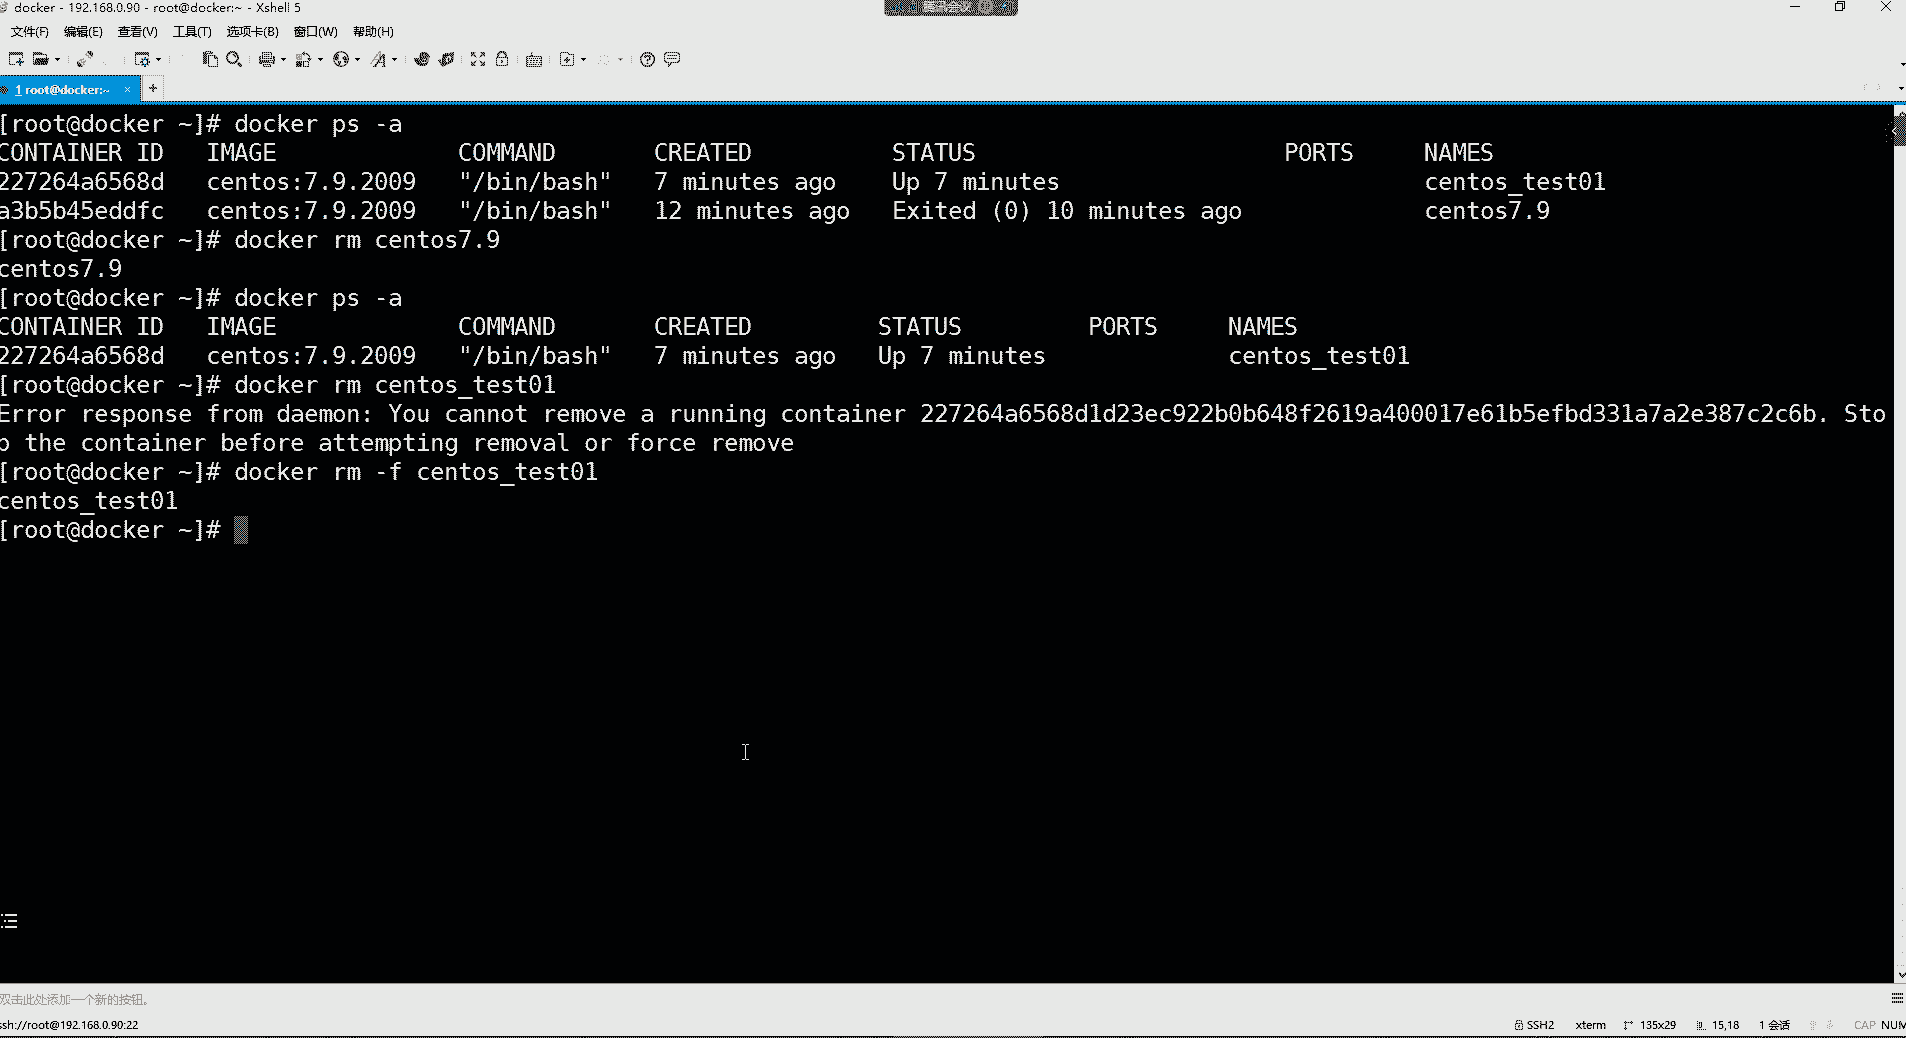 docker - 192.168.0.90 - root@docker:~ - Xshell 5
腾讯会议
文件(F) 编辑(E) 查看(V) 工具(T) 选项卡(B) 窗口(W) 帮助(H)
1 root@docker:~ × +
[root@docker ~]# docker ps -a
CONTAINER ID IMAGE COMMAND CREATED STATUS PORTS NAMES
227264a6568d centos:7.9.2009 "/bin/bash" 7 minutes ago Up 7 minutes centos_test01
a3b5b45eddfc centos:7.9.2009 "/bin/bash" 12 minutes ago Exited (0) 10 minutes ago centos7.9
[root@docker ~]# docker rm centos7.9
centos7.9
[root@docker ~]# docker ps -a
CONTAINER ID IMAGE COMMAND CREATED STATUS PORTS NAMES
227264a6568d centos:7.9.2009 "/bin/bash" 7 minutes ago Up 7 minutes centos_test01
[root@docker ~]# docker rm centos_test01
Error response from daemon: You cannot remove a running container 227264a6568d1d23ec922b0b648f2619a400017e61b5efbd331a7a2e387c2c6b. Sto
p the container before attempting removal or force remove
[root@docker ~]# docker rm -f centos_test01
centos_test01
[root@docker ~]#
双击此处添加一个新的按钮。
ssh://root@192.168.0.90:22 SSH2 xterm 135x29 15,18 1 会话 CAP NUM